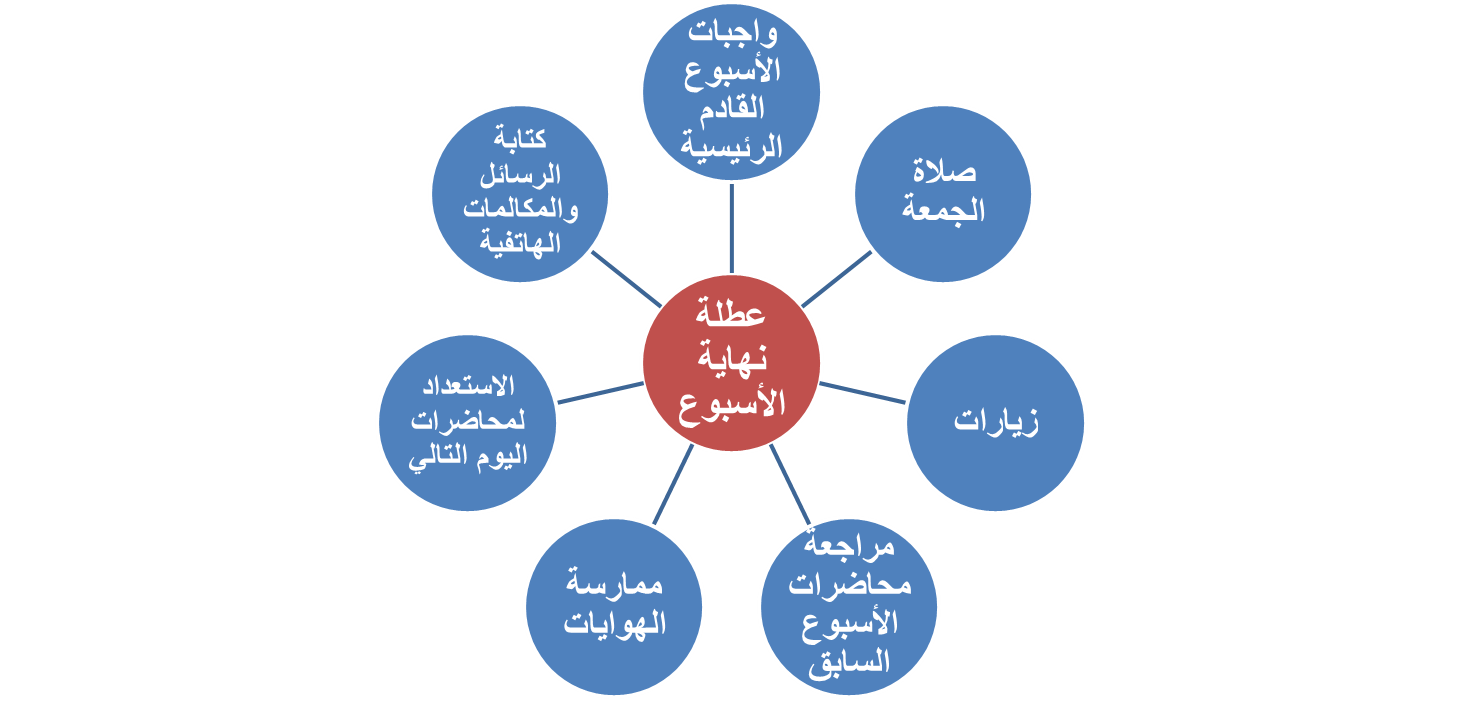 واجبات
الأسبوع
القادم
الرئيسية
صلاة
الجمعة
زيارات
مراجعة
محاضرات
الأسبوع
السابق
ممارسة
الهوايات
الاستعداد
لمحاضرات
اليوم التالي
كتابة
الرسائل
والمكالمات
الهاتفية
عطلة
نهاية
الأسبوع